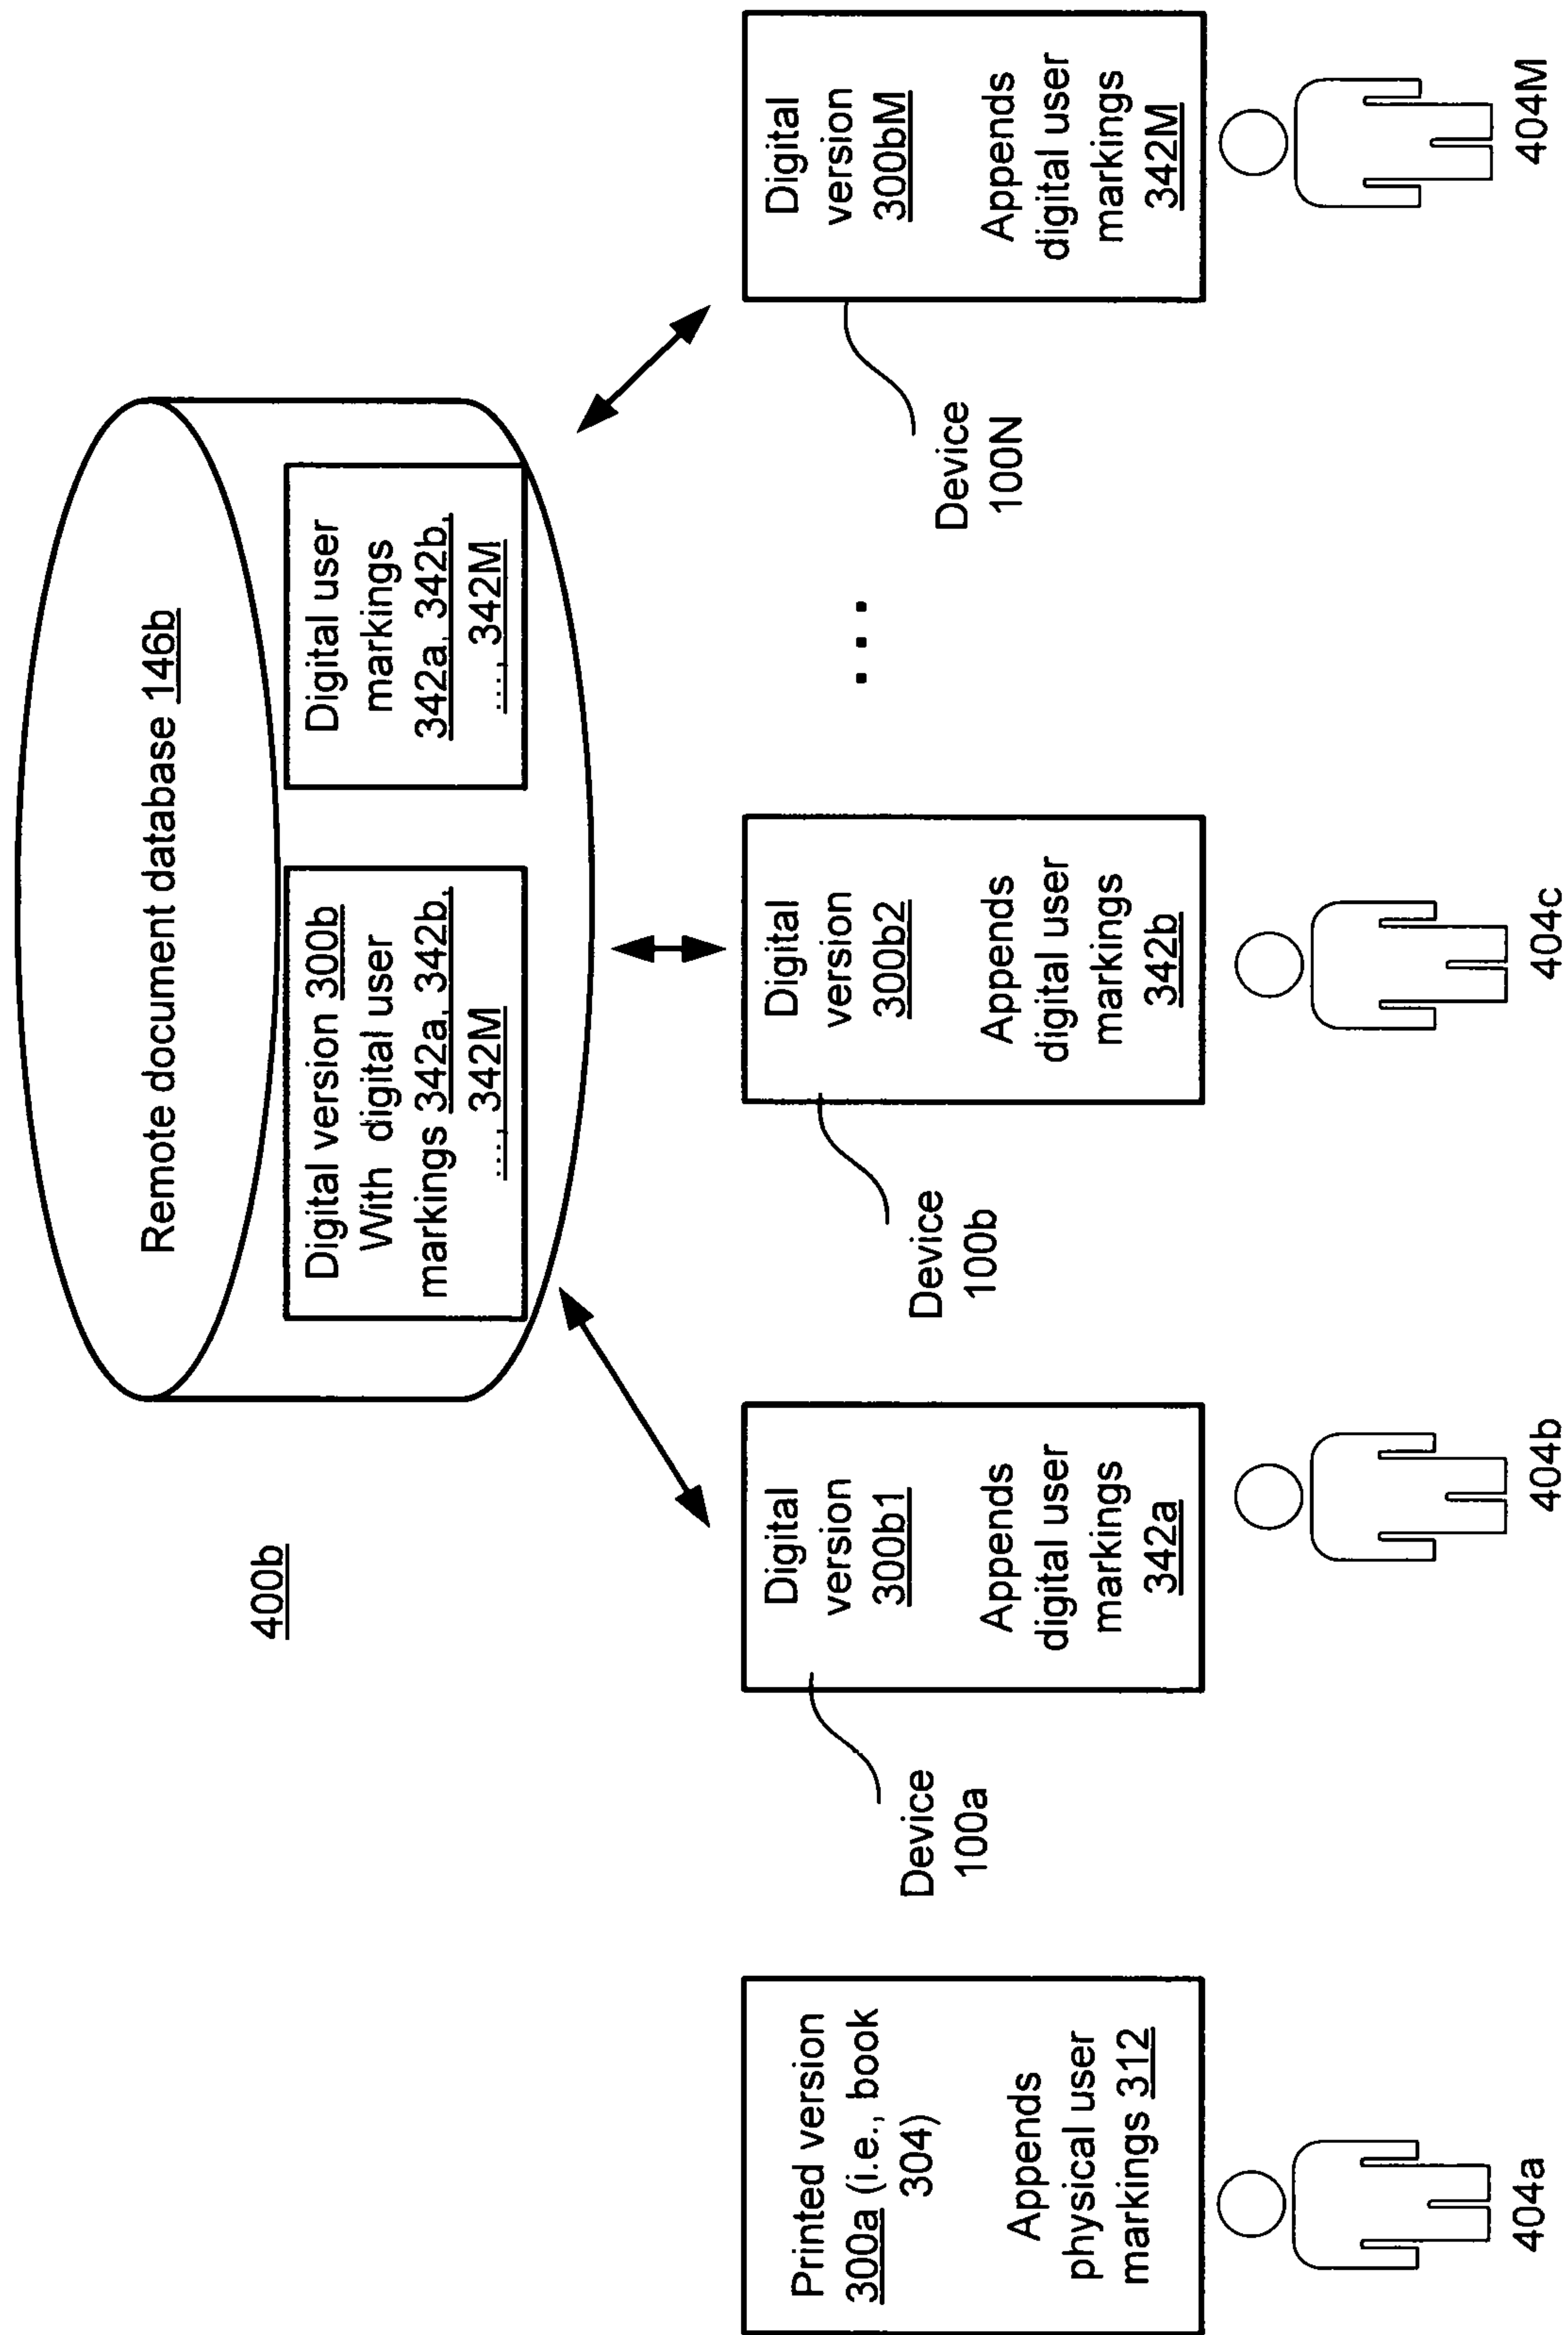 400b
Remote document database 146b
Digital version 300b
With digital user
markings 342a, 342b,
..., 342M
Digital user
markings
342a, 342b,
..., 342M
Printed version
300a (i.e., book
304)
Appends
physical user
markings 312
404a
Device
100a
Digital
version
300b1
Appends
digital user
markings
342a
404b
Device
100b
Digital
version
300b2
Appends
digital user
markings
342b
404c
...
Device
100N
Digital
version
300bM
Appends
digital user
markings
342M
404M